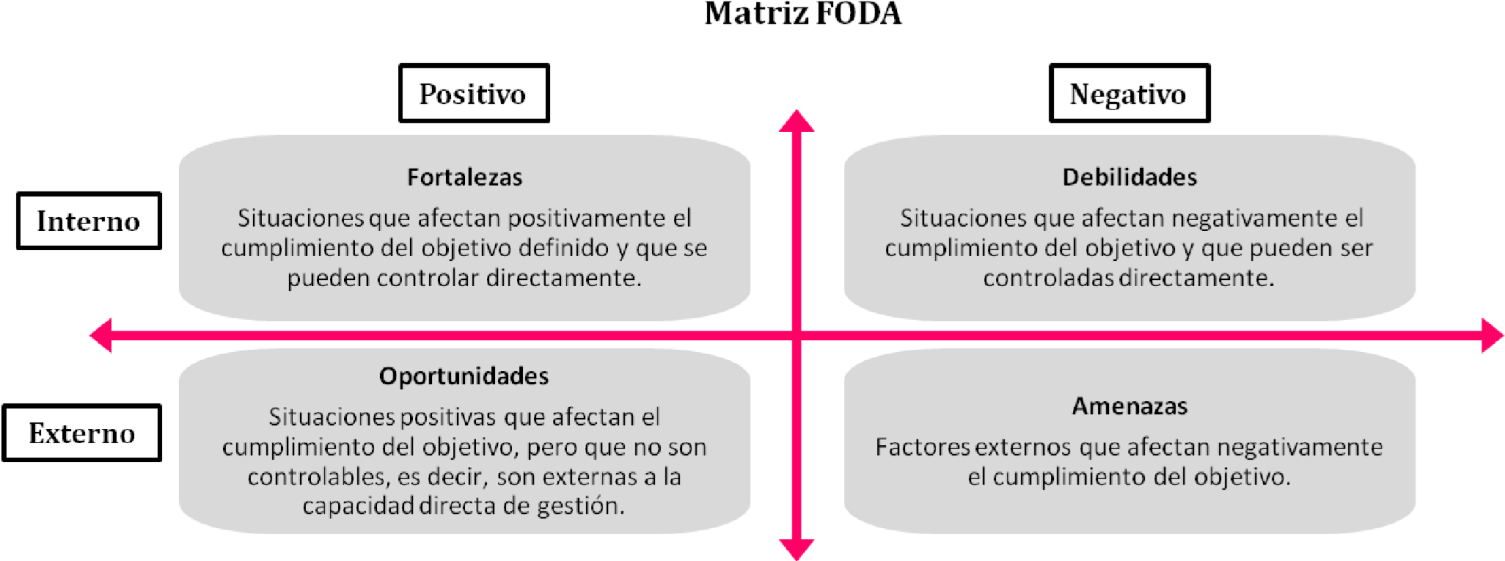 Matriz FODA
Positivo
Negativo
Interno
Fortalezas
Situaciones que afectan positivamente el
cumplimiento del objetivo definido y que se
pueden controlar directamente.
Debilidades
Situaciones que afectan negativamente el
cumplimiento del objetivo y que pueden ser
controladas directamente.
Externo
Oportunidades
Situaciones positivas que afectan el
cumplimiento del objetivo, pero que no son
controlables, es decir, son externas a la
capacidad directa de gestión.
Amenazas
Factores externos que afectan negativamente
el cumplimiento del objetivo.